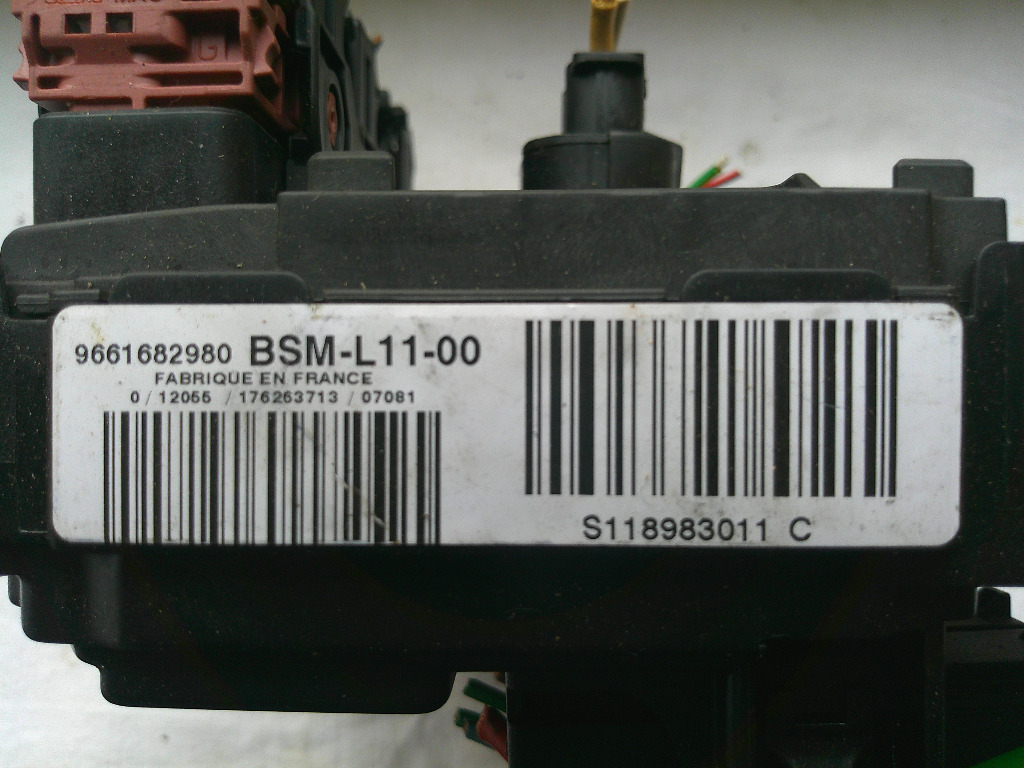 9661682980 BSM-L11-00
FABRIQUE EN FRANCE
0 / 12055 / 176263713 / 07081
S118983011 C